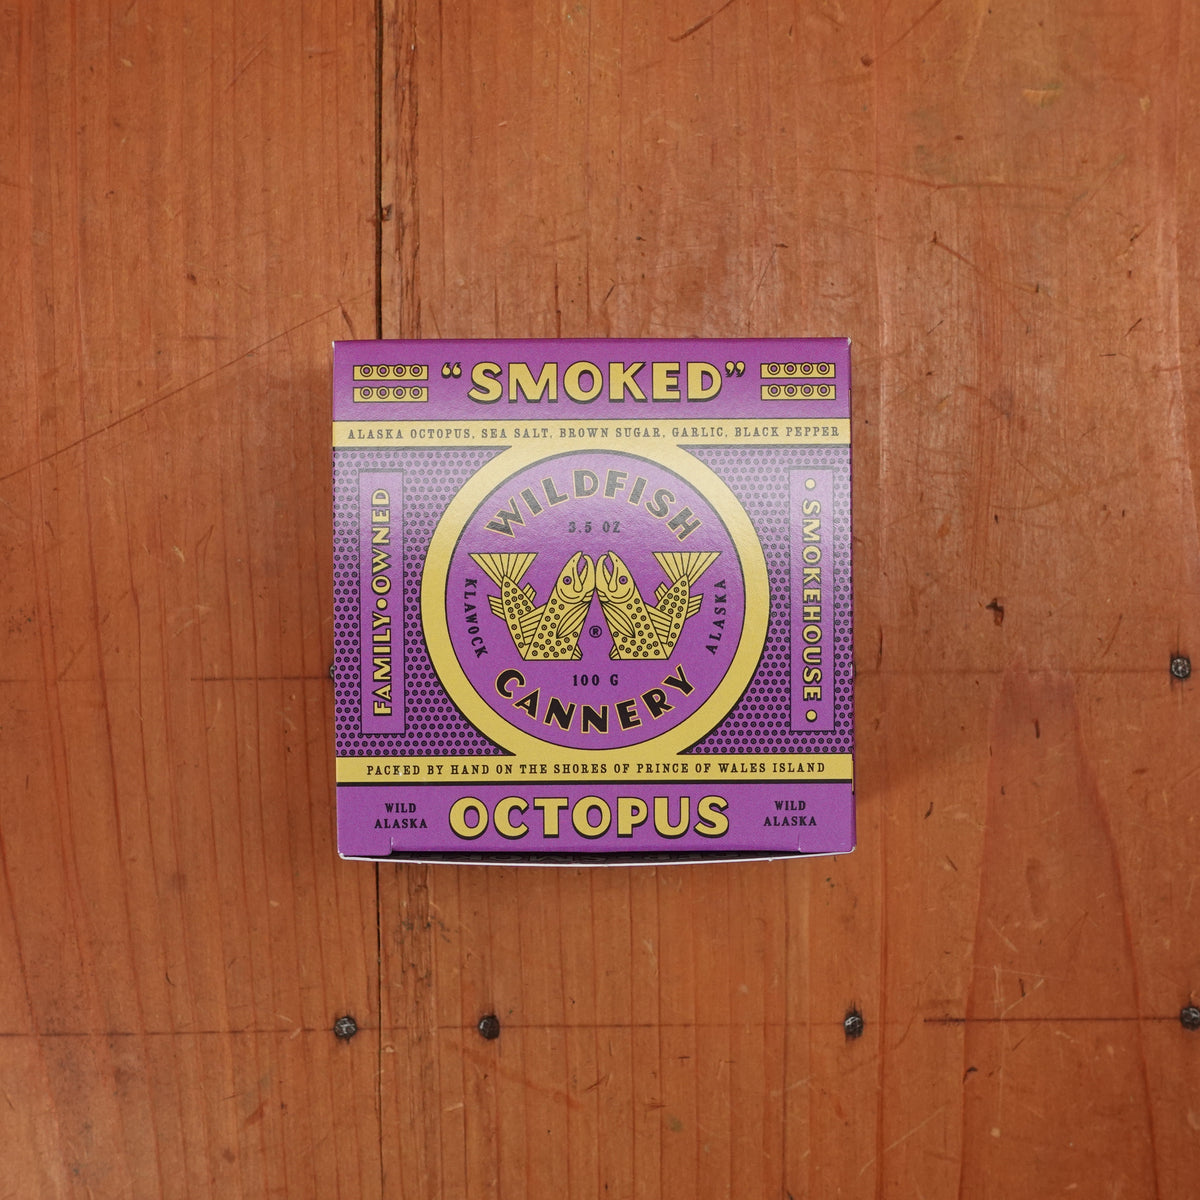 “SMOKED”
ALASKA OCTOPUS, SEA SALT, BROWN SUGAR, GARLIC, BLACK PEPPER
FAMILY•OWNED
WILDFISH
3.5 OZ
KLAWOCK
ALASKA
®
100 G
CANNERY
• SMOKEHOUSE •
PACKED BY HAND ON THE SHORES OF PRINCE OF WALES ISLAND
WILD
ALASKA
OCTOPUS
WILD
ALASKA